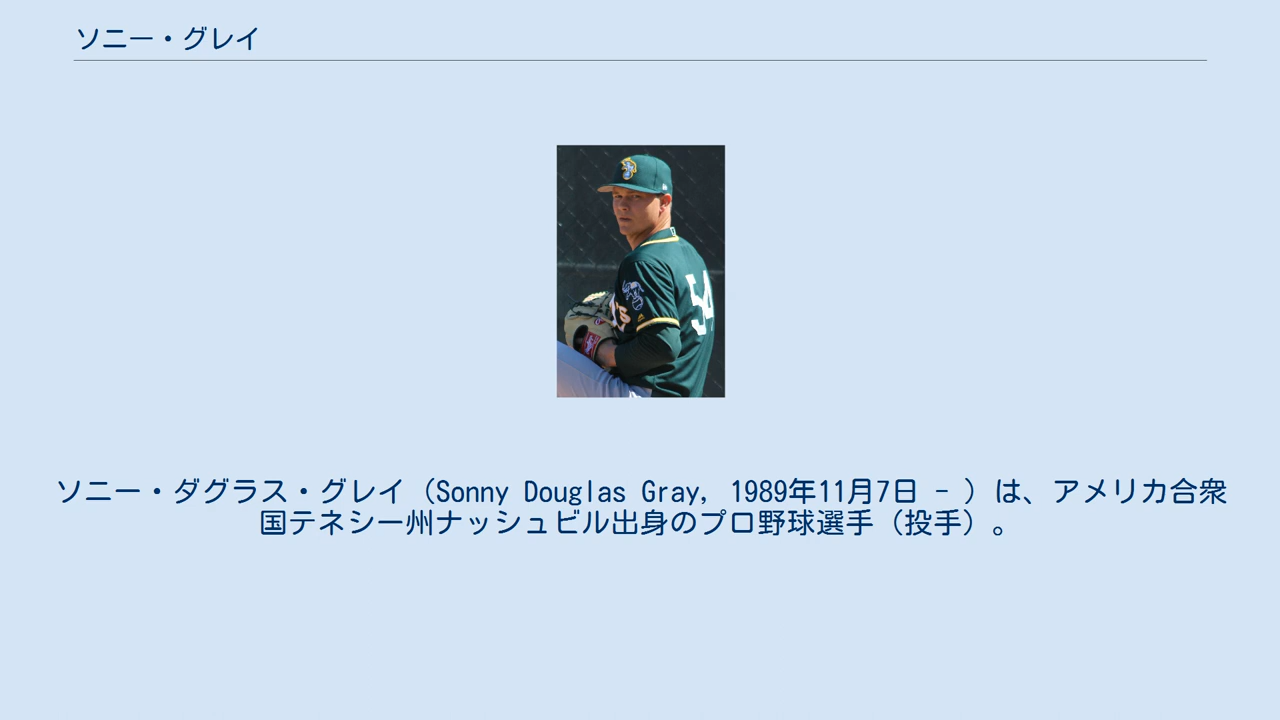 ソニー・グレイ
54
ソニー・ダグラス・グレイ（Sonny Douglas Gray, 1989年11月7日 - ）は、アメリカ合衆
国テネシー州ナッシュビル出身のプロ野球選手（投手）。